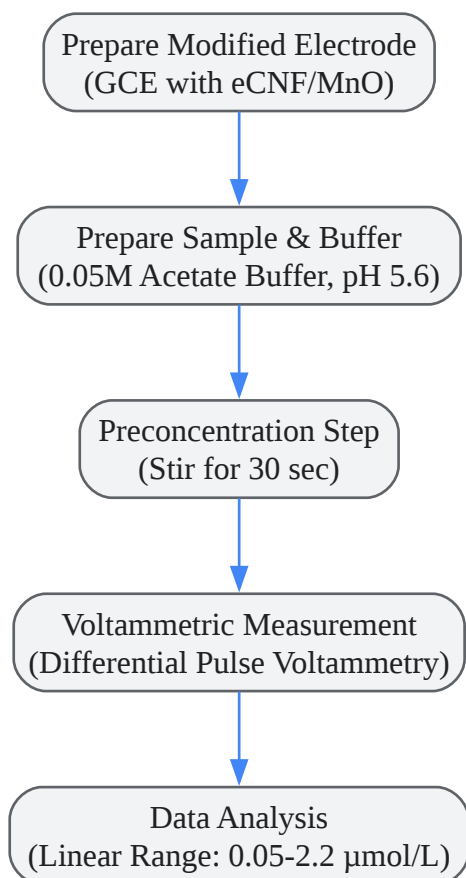 Prepare Modified Electrode
(GCE with eCNF/MnO)
Prepare Sample & Buffer
(0.05M Acetate Buffer, pH 5.6)
Preconcentration Step
(Stir for 30 sec)
Voltammetric Measurement
(Differential Pulse Voltammetry)
Data Analysis
(Linear Range: 0.05-2.2 µmol/L)